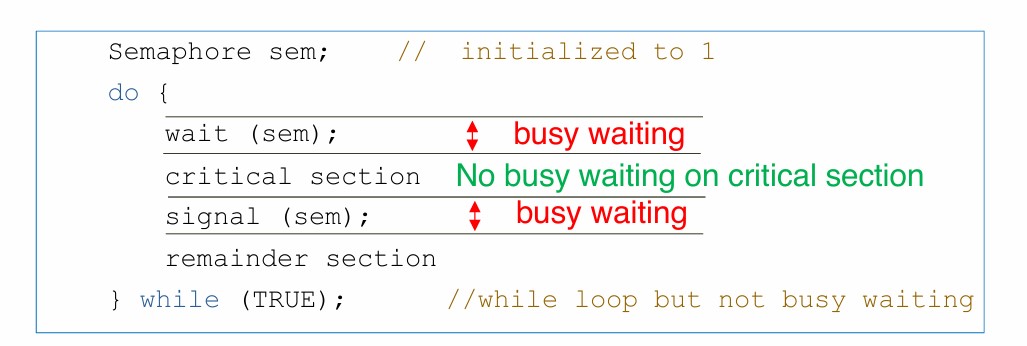 Semaphore sem; // initialized to 1
do {
wait (sem); busy waiting
critical section No busy waiting on critical section
signal (sem); busy waiting
remainder section
} while (TRUE); //while loop but not busy waiting